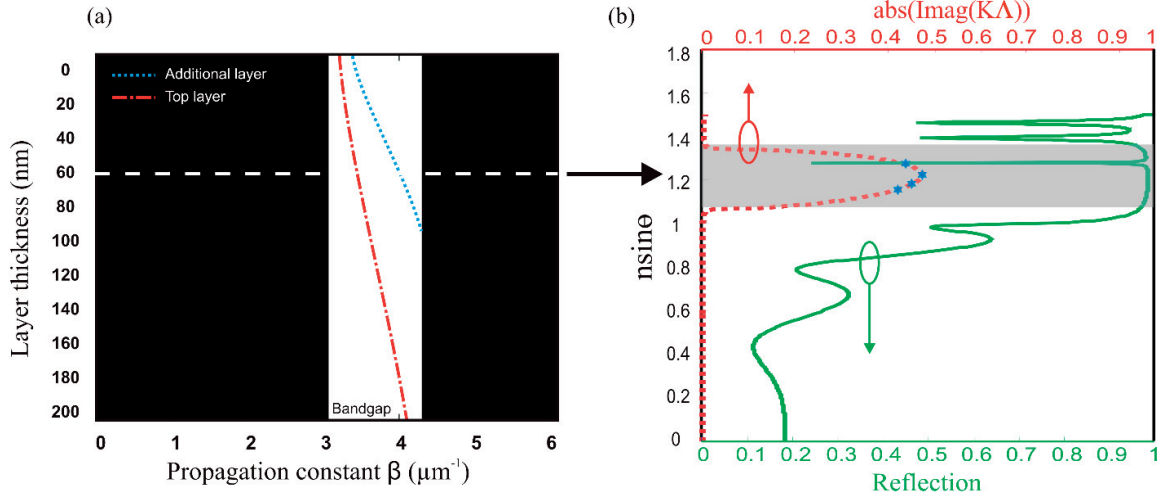 (a)
Additional layer
Top layer
Bandgap
0
20
40
60
80
100
120
140
160
180
200
Layer thickness (nm)
0 1 2 3 4 5 6
Propagation constant β (µm⁻¹)
(b)
abs(Imag(KΛ))
0 0.1 0.2 0.3 0.4 0.5 0.6 0.7 0.8 0.9 1
1.8
1.6
1.4
1.2
1
0.8
0.6
0.4
0.2
0
nsinɵ
0 0.1 0.2 0.3 0.4 0.5 0.6 0.7 0.8 0.9 1
Reflection